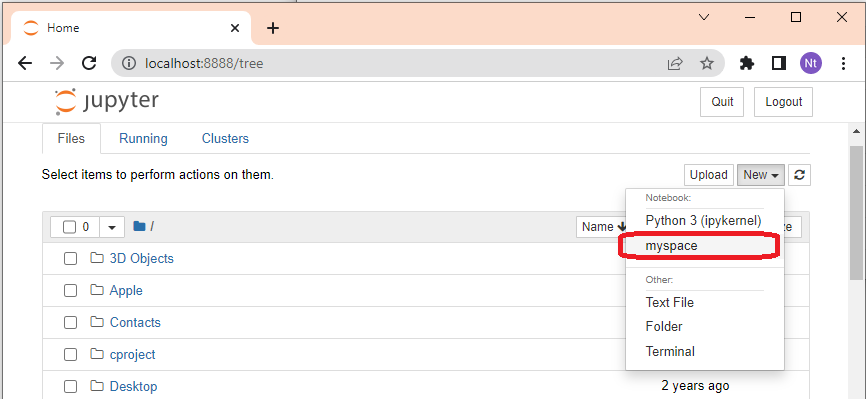 Home
localhost:8888/tree
Nt
jupyter
Quit
Logout
Files
Running
Clusters
Select items to perform actions on them.
Upload
New
0
/
Name
ze
Notebook:
Python 3 (ipykernel)
myspace
Other:
Text File
Folder
Terminal
3D Objects
Apple
Contacts
cproject
Desktop
2 years ago